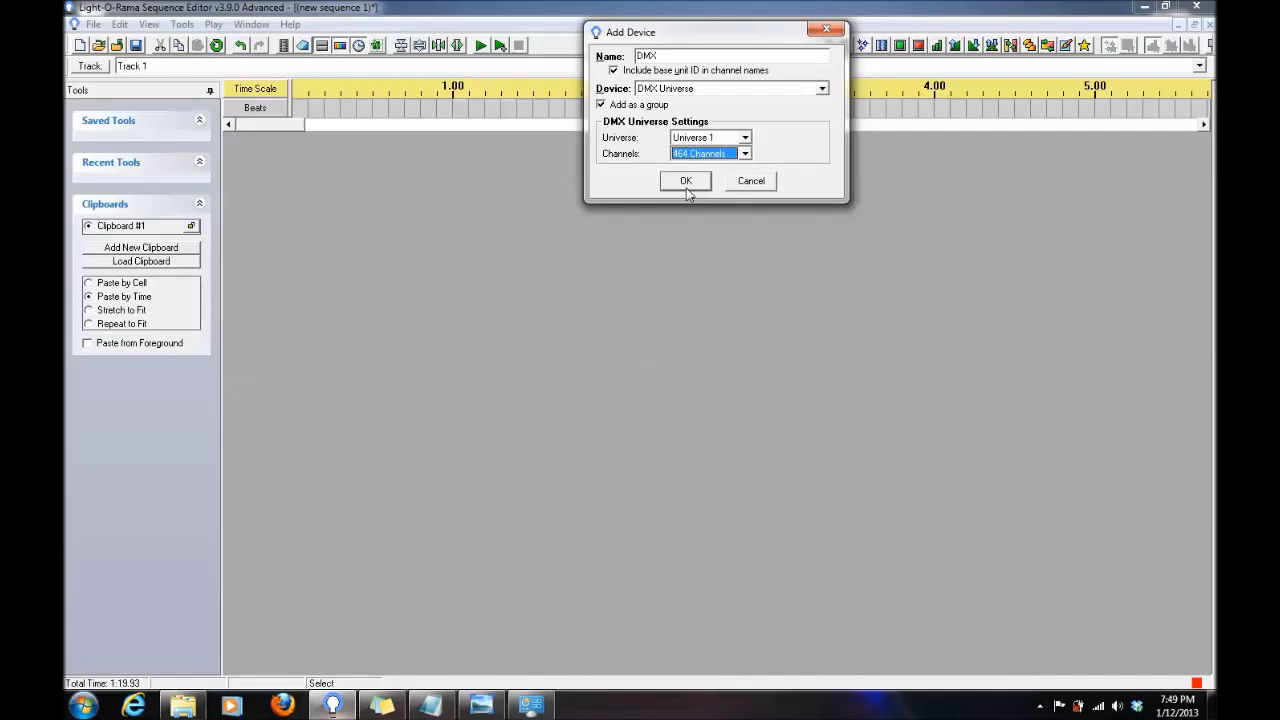 Light-O-Rama Sequence Editor v3.9.0 Advanced - [(new sequence 1)*]
File Edit View Tools Play Window Help
Track: Track 1
Tools
Time Scale 1.00 4.00 5.00
Beats
Saved Tools
Recent Tools
Clipboards
Clipboard #1
Add New Clipboard
Load Clipboard
Paste by Cell
Paste by Time
Stretch to Fit
Repeat to Fit
Paste from Foreground
Add Device
Name: DMX
Include base unit ID in channel names
Device: DMX Universe
Add as a group
DMX Universe Settings
Universe: Universe 1
Channels: 464 Channels
OK Cancel
Total Time: 1:19.93 Select
7:49 PM
1/12/2013